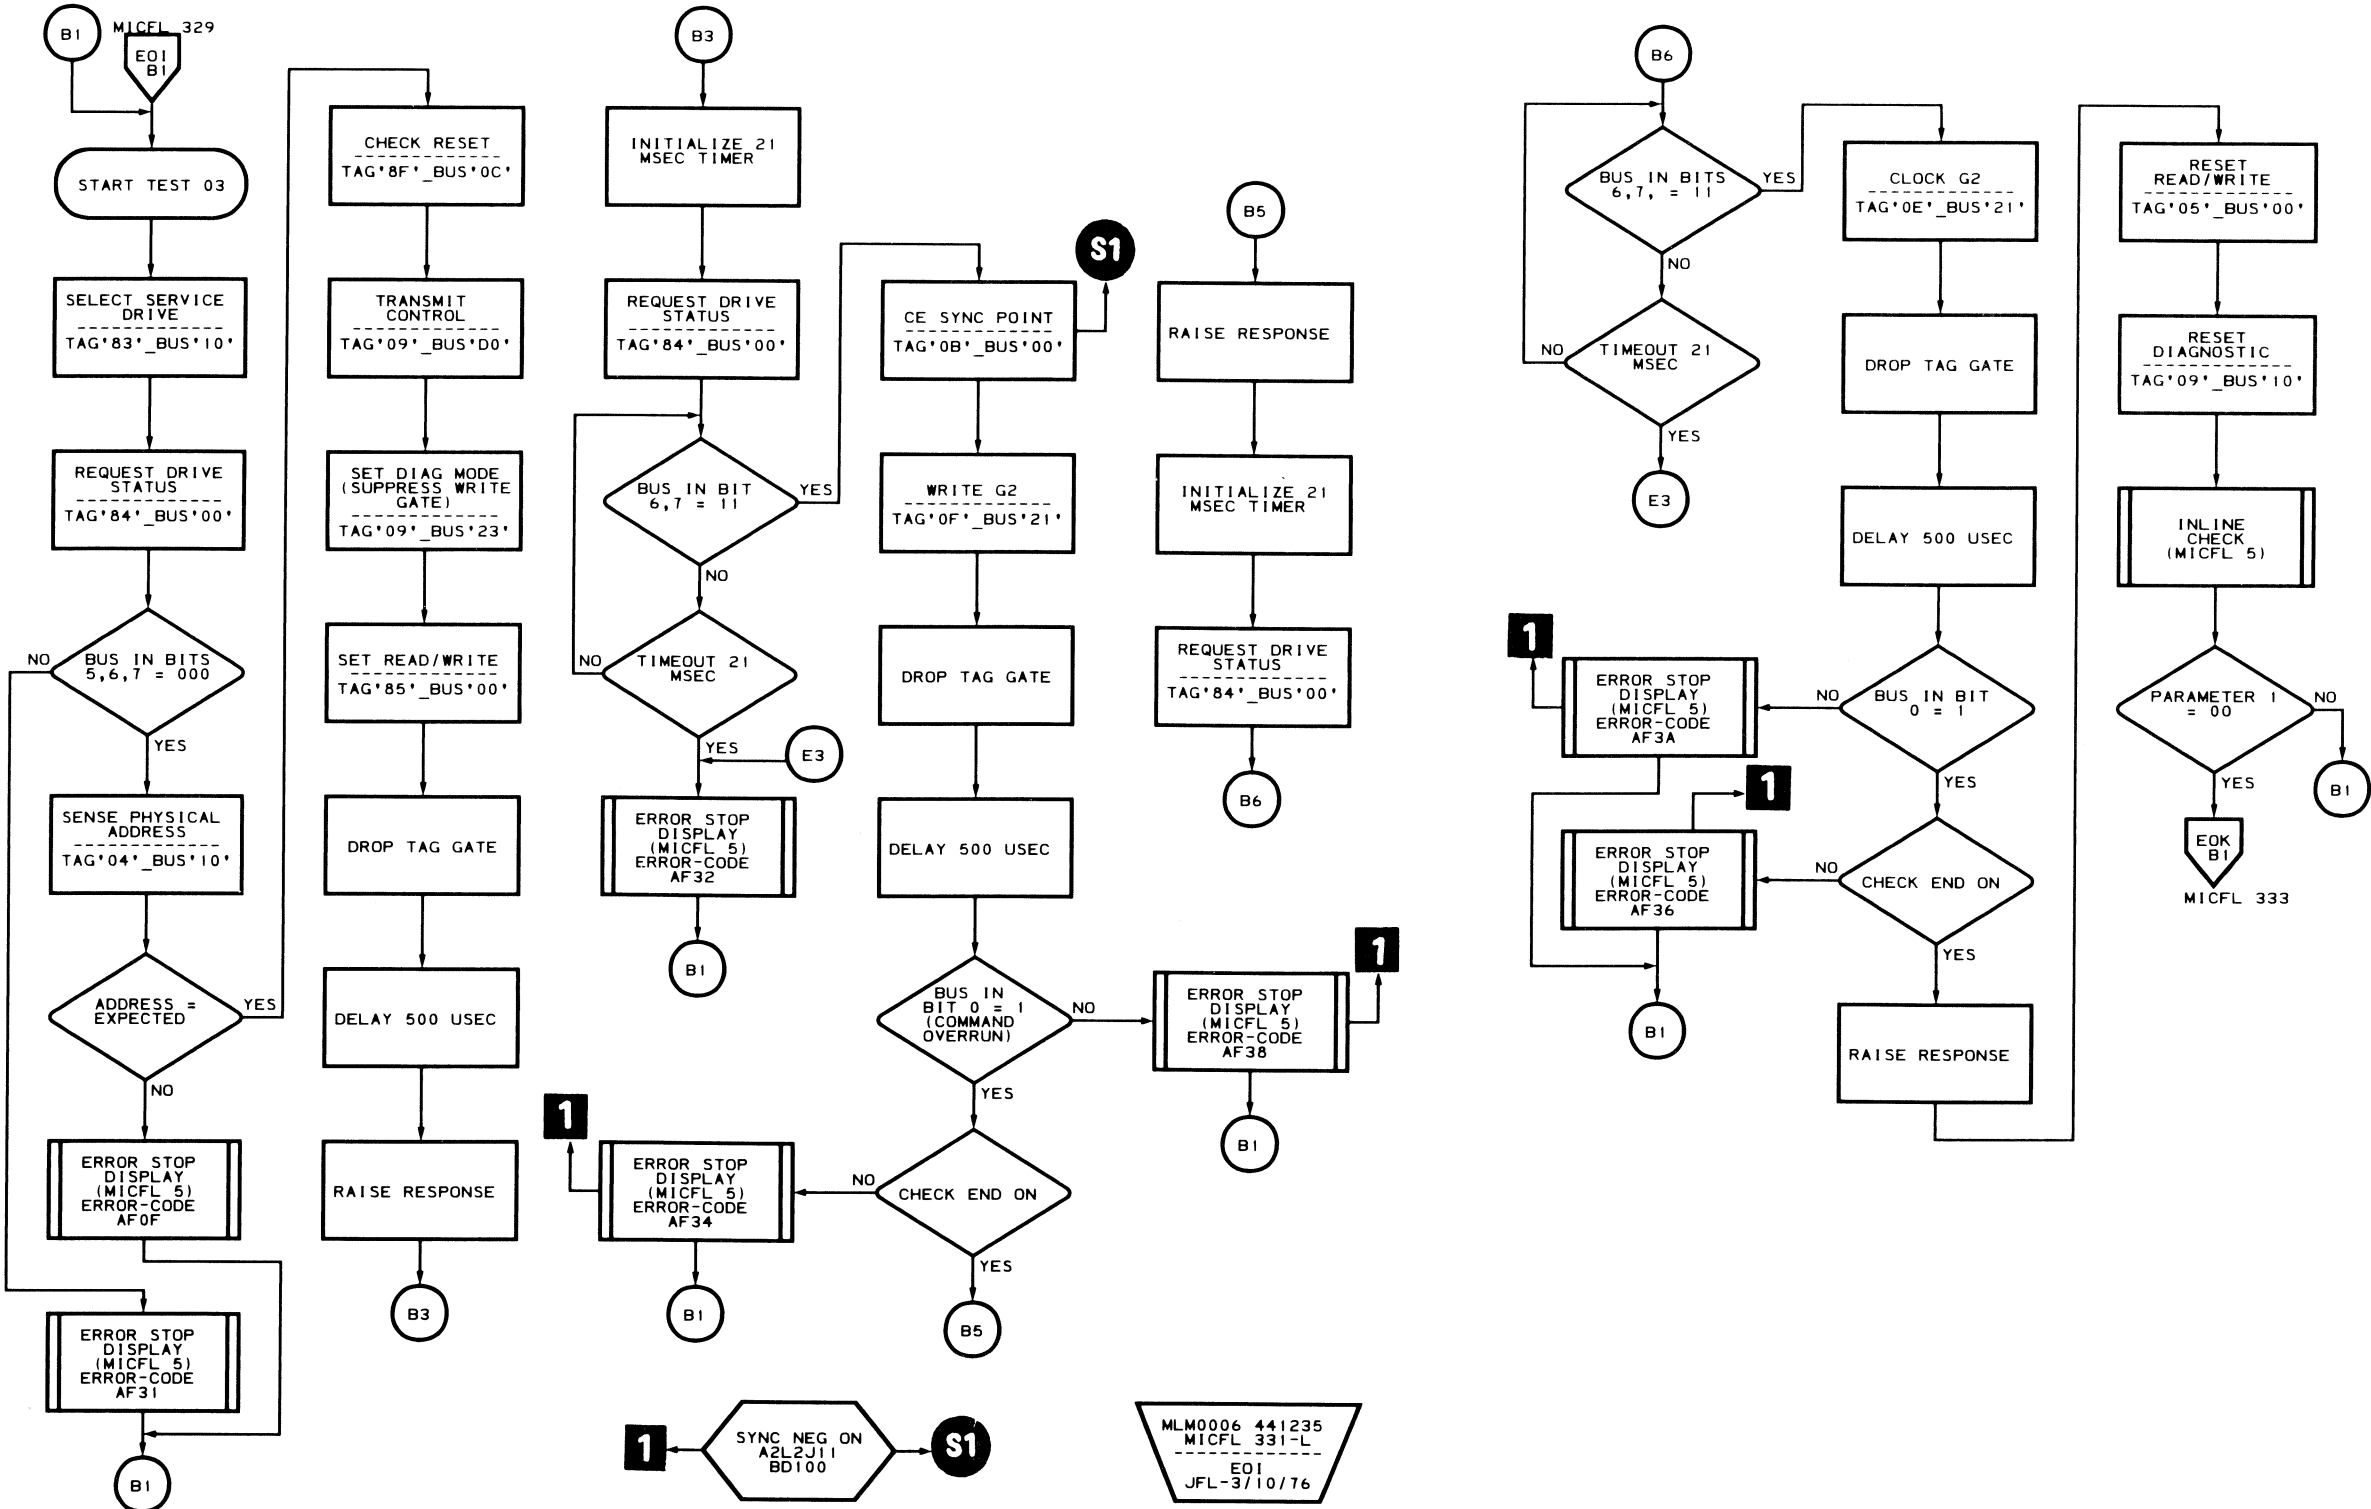 B1
MICFL 329
E01
B1
START TEST 03
SELECT SERVICE
DRIVE
TAG'83'_BUS'10'
REQUEST DRIVE
STATUS
TAG'84'_BUS'00'
BUS IN BITS
5,6,7 = 000
NO
YES
SENSE PHYSICAL
ADDRESS
TAG'04'_BUS'10'
ADDRESS =
EXPECTED
YES
NO
ERROR STOP
DISPLAY
(MICFL 5)
ERROR-CODE
AF0F
ERROR STOP
DISPLAY
(MICFL 5)
ERROR-CODE
AF31
B1
CHECK RESET
TAG'8F'_BUS'0C'
TRANSMIT
CONTROL
TAG'09'_BUS'D0'
SET DIAG MODE
(SUPPRESS WRITE
GATE)
TAG'09'_BUS'23'
SET READ/WRITE
TAG'85'_BUS'00'
DROP TAG GATE
DELAY 500 USEC
RAISE RESPONSE
B3
B3
INITIALIZE 21
MSEC TIMER
REQUEST DRIVE
STATUS
TAG'84'_BUS'00'
BUS IN BIT
6,7 = 11
YES
NO
TIMEOUT 21
MSEC
NO
YES
E3
ERROR STOP
DISPLAY
(MICFL 5)
ERROR-CODE
AF32
B1
CE SYNC POINT
TAG'0B'_BUS'00'
S1
WRITE G2
TAG'0F'_BUS'21'
DROP TAG GATE
DELAY 500 USEC
BUS IN
BIT 0 = 1
(COMMAND
OVERRUN)
NO
YES
ERROR STOP
DISPLAY
(MICFL 5)
ERROR-CODE
AF38
1
B1
CHECK END ON
NO
YES
ERROR STOP
DISPLAY
(MICFL 5)
ERROR-CODE
AF34
1
B1
B5
B5
RAISE RESPONSE
INITIALIZE 21
MSEC TIMER
REQUEST DRIVE
STATUS
TAG'84'_BUS'00'
B6
B6
BUS IN BITS
6,7, = 11
YES
NO
TIMEOUT 21
MSEC
NO
YES
E3
CLOCK G2
TAG'0E'_BUS'21'
DROP TAG GATE
DELAY 500 USEC
BUS IN BIT
0 = 1
NO
YES
ERROR STOP
DISPLAY
(MICFL 5)
ERROR-CODE
AF3A
1
CHECK END ON
NO
YES
ERROR STOP
DISPLAY
(MICFL 5)
ERROR-CODE
AF36
1
B1
RAISE RESPONSE
RESET
READ/WRITE
TAG'05'_BUS'00'
RESET
DIAGNOSTIC
TAG'09'_BUS'10'
INLINE
CHECK
(MICFL 5)
PARAMETER 1
= 00
NO
YES
B1
E0K
B1
MICFL 333
1
SYNC NEG ON
A2L2J11
BD100
S1
MLM0006 441235
MICFL 331-L
E01
JFL-3/10/76